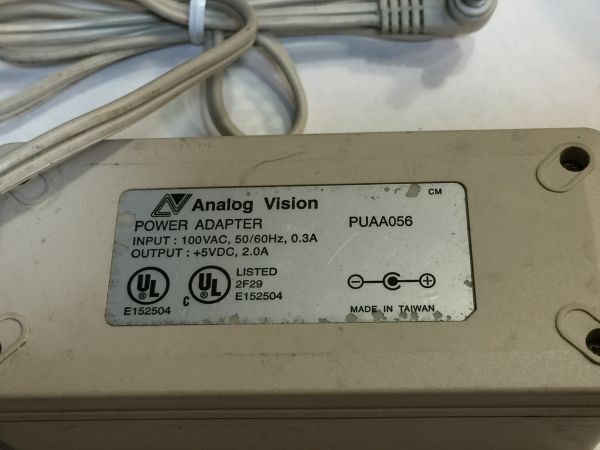 Analog Vision
CM
POWER ADAPTER PUAA056
INPUT : 100VAC, 50/60Hz, 0.3A
OUTPUT : +5VDC, 2.0A
UL
E152504
C UL
LISTED
2F29
E152504
MADE IN TAIWAN